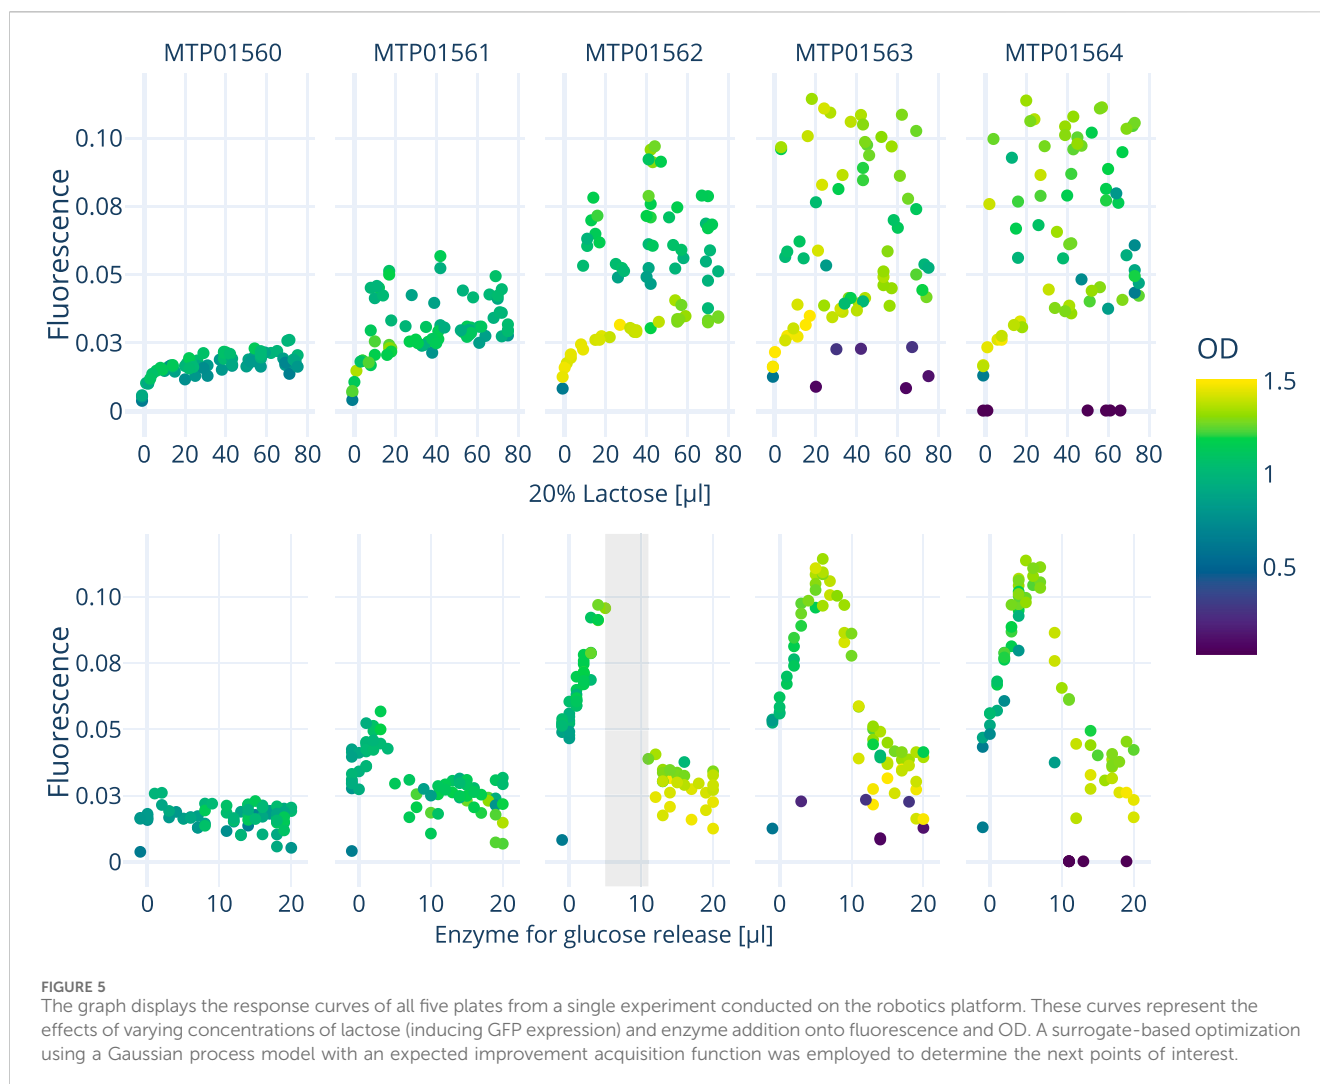 MTP01560 MTP01561 MTP01562 MTP01563 MTP01564
0.10
0.08
0.05
0.03
0
Fluorescence
0 20 40 60 80 0 20 40 60 80 0 20 40 60 80 0 20 40 60 80 0 20 40 60 80
20% Lactose [µl]
OD
1.5
1
0.5
0.10
0.08
0.05
0.03
0
Fluorescence
0 10 20 0 10 20 0 10 20 0 10 20 0 10 20
Enzyme for glucose release [µl]
FIGURE 5
The graph displays the response curves of all five plates from a single experiment conducted on the robotics platform. These curves represent the
effects of varying concentrations of lactose (inducing GFP expression) and enzyme addition onto fluorescence and OD. A surrogate-based optimization
using a Gaussian process model with an expected improvement acquisition function was employed to determine the next points of interest.